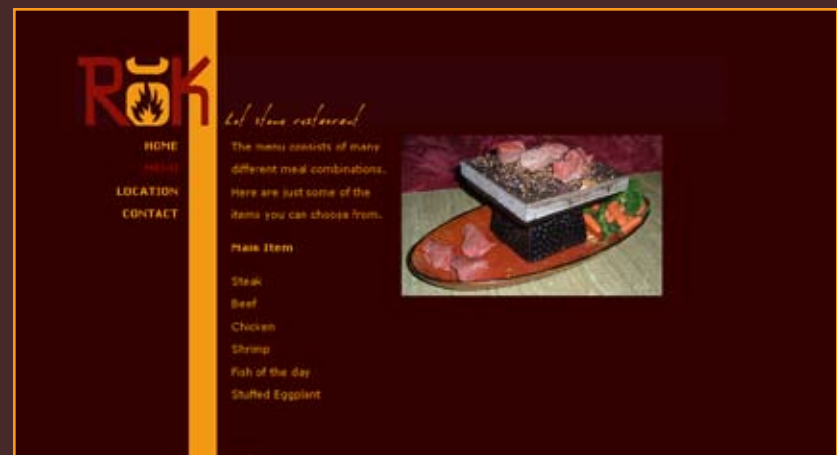 RöK
hot stone restaurant
HOME
MENU
LOCATION
CONTACT
The menu consists of many
different meal combinations.
Here are just some of the
items you can choose from.
Main Item
Steak
Beef
Chicken
Shrimp
Fish of the day
Stuffed Eggplant